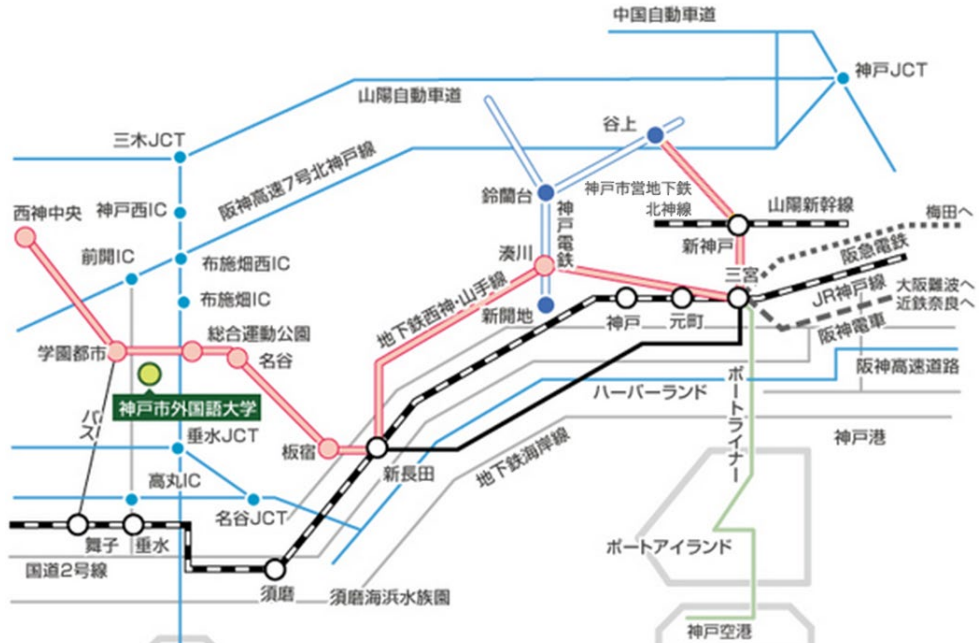 中国自動車道
神戸JCT
山陽自動車道
谷上
三木JCT
阪神高速7号北神戸線
鈴蘭台
神戸市営地下鉄
北神線
山陽新幹線
西神中央
神戸西IC
神戸電鉄
新神戸
梅田へ
阪急電鉄
前開IC
布施畑西IC
湊川
三宮
JR神戸線
大阪難波へ
近鉄奈良へ
布施畑IC
地下鉄西神・山手線
新開地
神戸
元町
阪神電車
学園都市
総合運動公園
名谷
阪神高速道路
神戸市外国語大学
ハーバーランド
ポートライナー
バス
垂水JCT
板宿
新長田
地下鉄海岸線
神戸港
高丸IC
名谷JCT
舞子
垂水
ポートアイランド
国道2号線
須磨
須磨海浜水族園
神戸空港